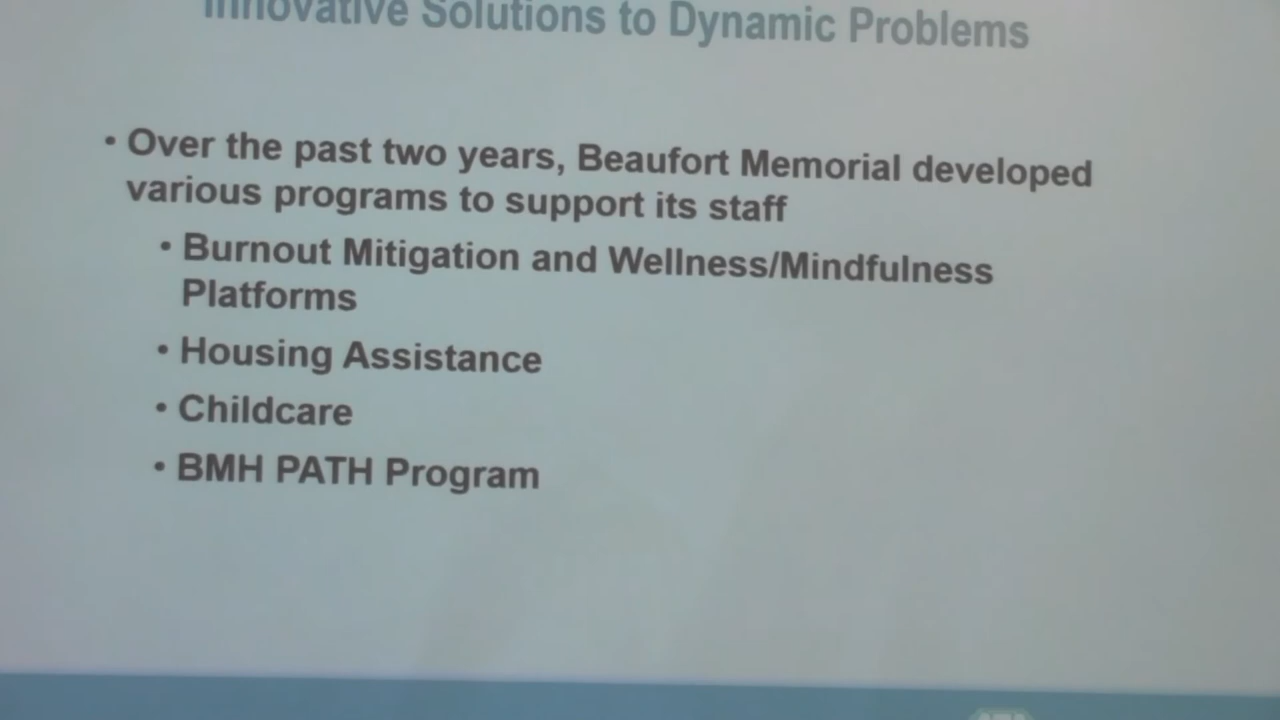 Innovative Solutions to Dynamic Problems
• Over the past two years, Beaufort Memorial developed
various programs to support its staff
• Burnout Mitigation and Wellness/Mindfulness
Platforms
• Housing Assistance
• Childcare
• BMH PATH Program